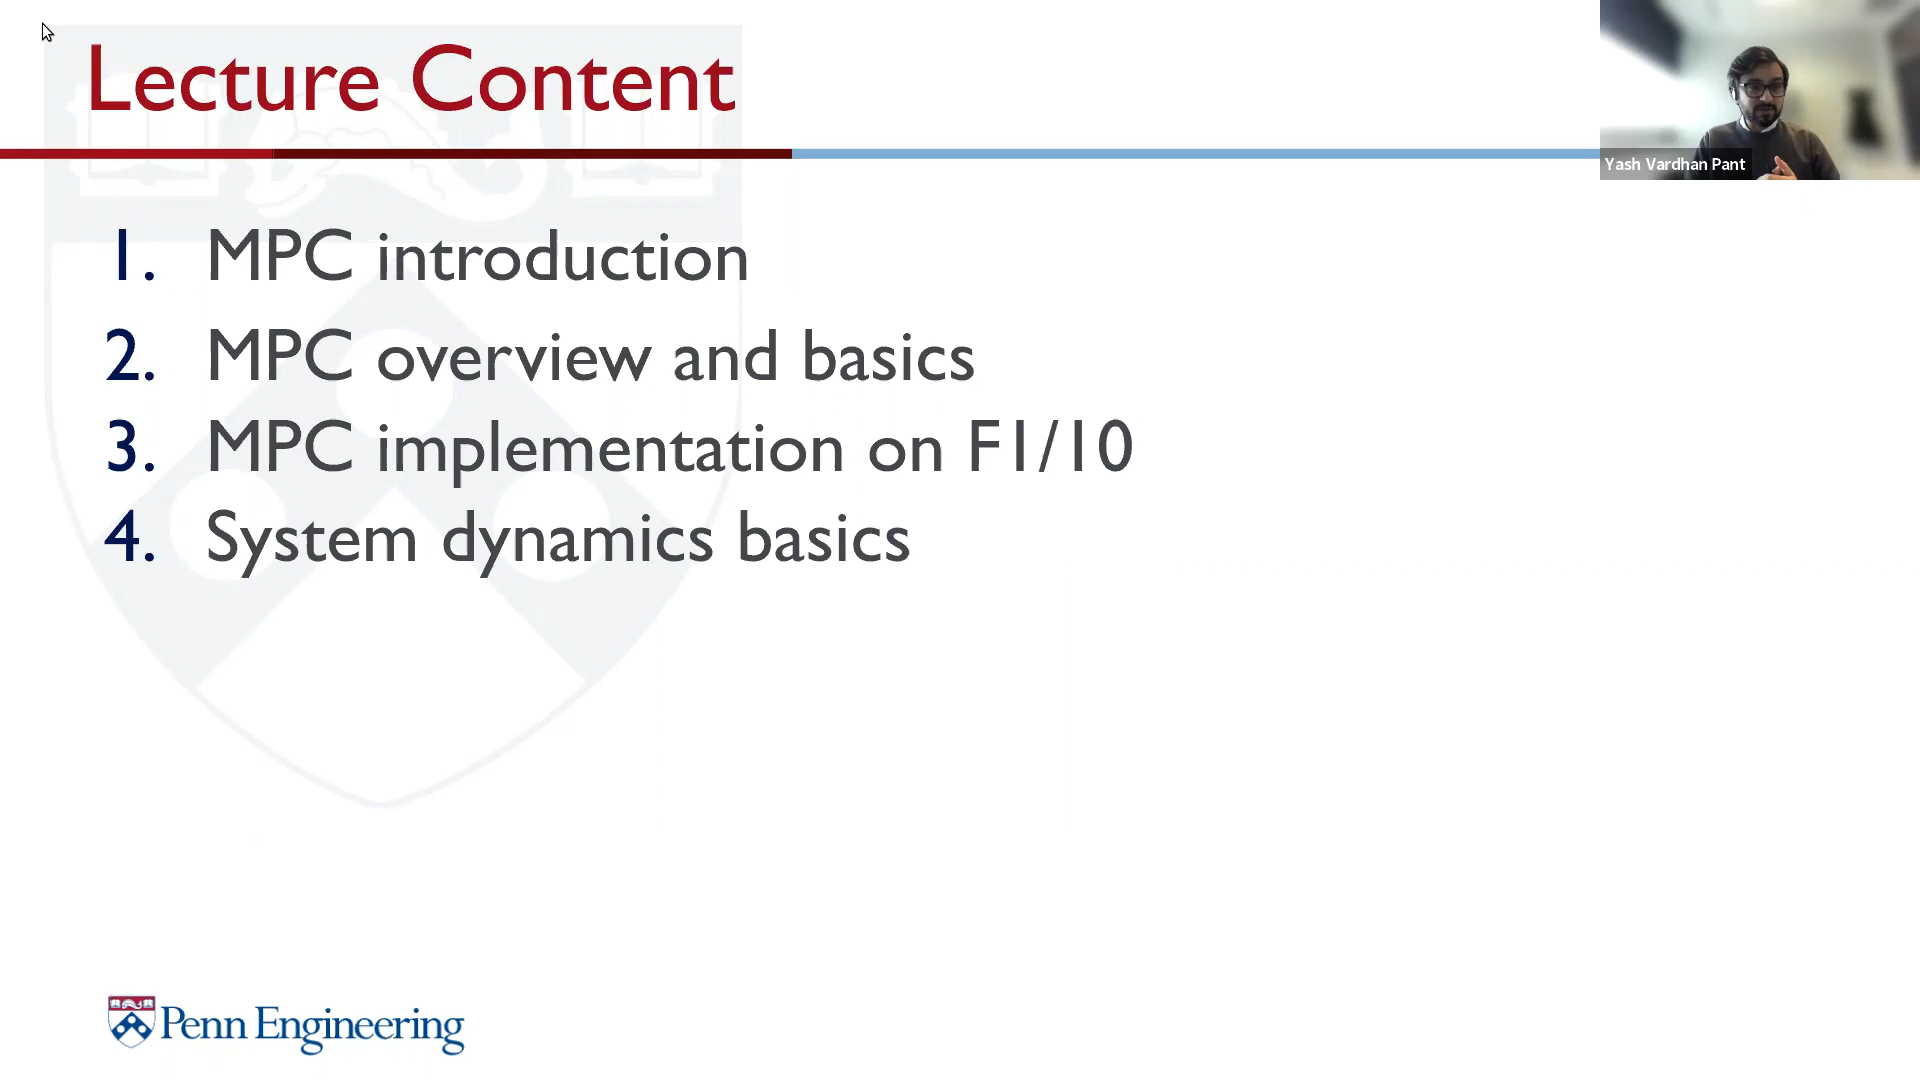 Lecture Content
Yash Vardhan Pant
1. MPC introduction
2. MPC overview and basics
3. MPC implementation on F1/10
4. System dynamics basics
Penn Engineering